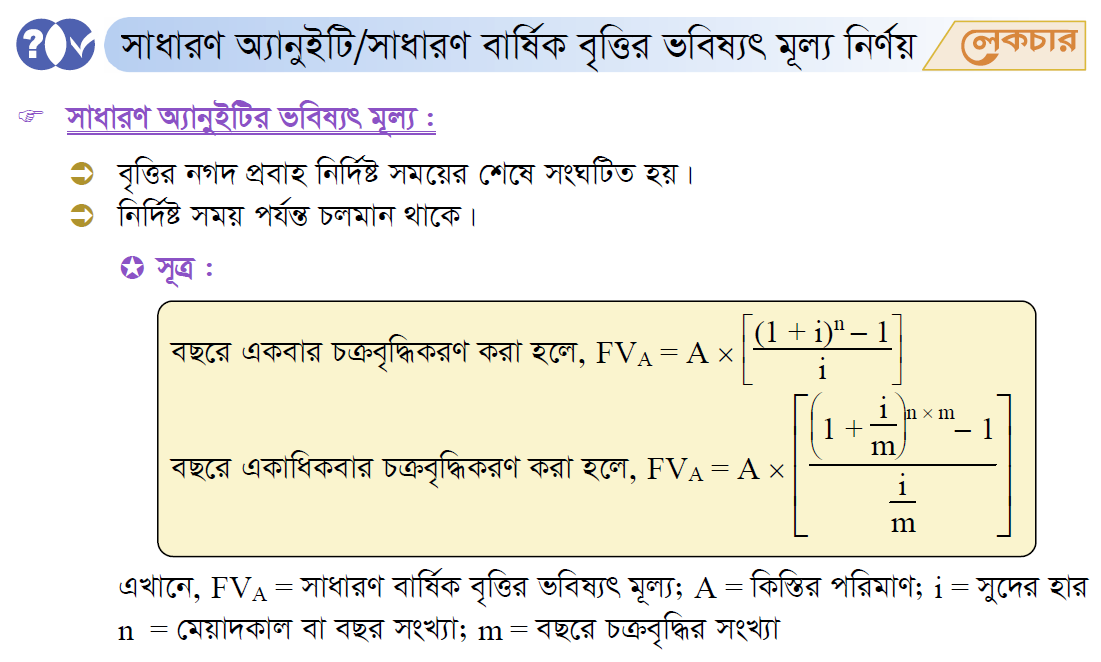 সাধারণ অ্যানুইটি/সাধারণ বার্ষিক বৃত্তির ভবিষ্যৎ মূল্য নির্ণয় লেকচার
☞ সাধারণ অ্যানুইটির ভবিষ্যৎ মূল্য :
➲ বৃত্তির নগদ প্রবাহ নির্দিষ্ট সময়ের শেষে সংঘটিত হয়।
➲ নির্দিষ্ট সময় পর্যন্ত চলমান থাকে।
✪ সূত্র :
বছরে একবার চক্রবৃদ্ধিকরণ করা হলে, FV_A = A × [((1 + i)^n – 1) / i]
বছরে একাধিকবার চক্রবৃদ্ধিকরণ করা হলে, FV_A = A × [((1 + i/m)^(n × m) – 1) / (i/m)]
এখানে, FV_A = সাধারণ বার্ষিক বৃত্তির ভবিষ্যৎ মূল্য; A = কিস্তির পরিমাণ; i = সুদের হার
n = মেয়াদকাল বা বছর সংখ্যা; m = বছরে চক্রবৃদ্ধির সংখ্যা